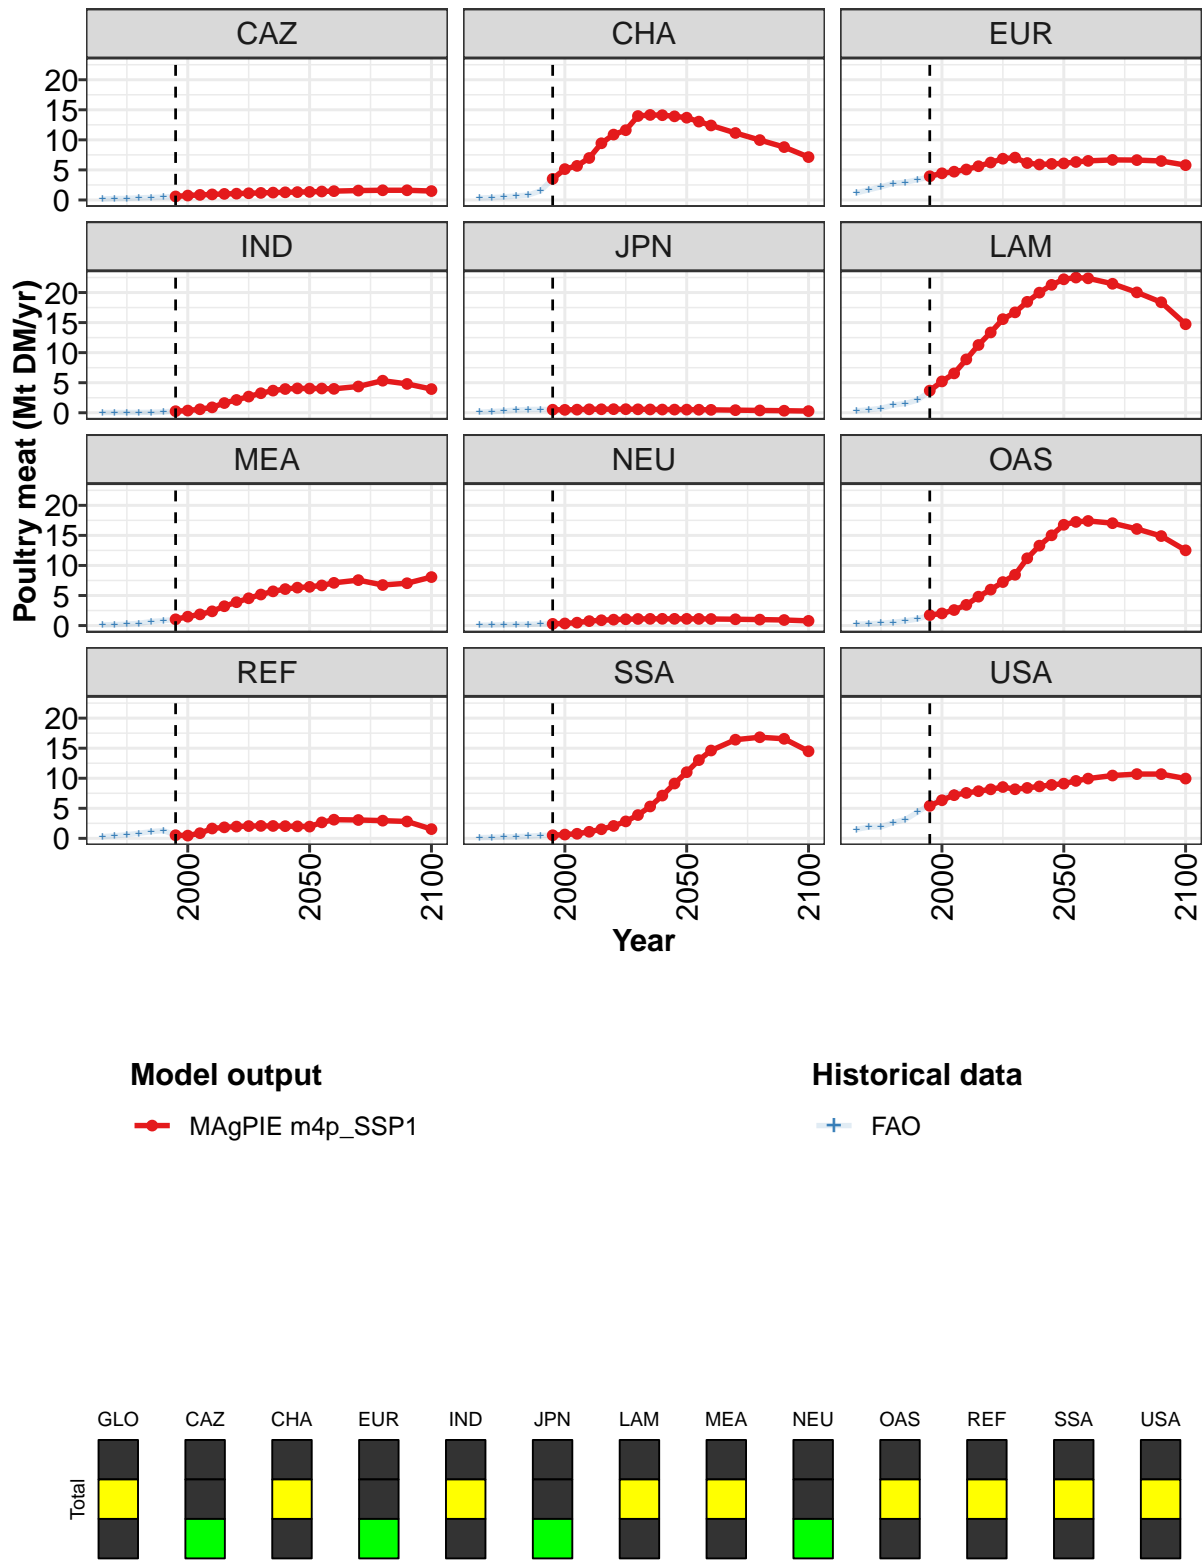 CAZ CHA EUR
20
15
10
5
0
IND JPN LAM
20
15
10
5
0
MEA NEU OAS
20
15
10
5
0
REF SSA USA
20
15
10
5
0
Poultry meat (Mt DM/yr)
2000 2050 2100 2000 2050 2100 2000 2050 2100
Year
Model output Historical data
MAgPIE m4p_SSP1 FAO
GLO CAZ CHA EUR IND JPN LAM MEA NEU OAS REF SSA USA
Total